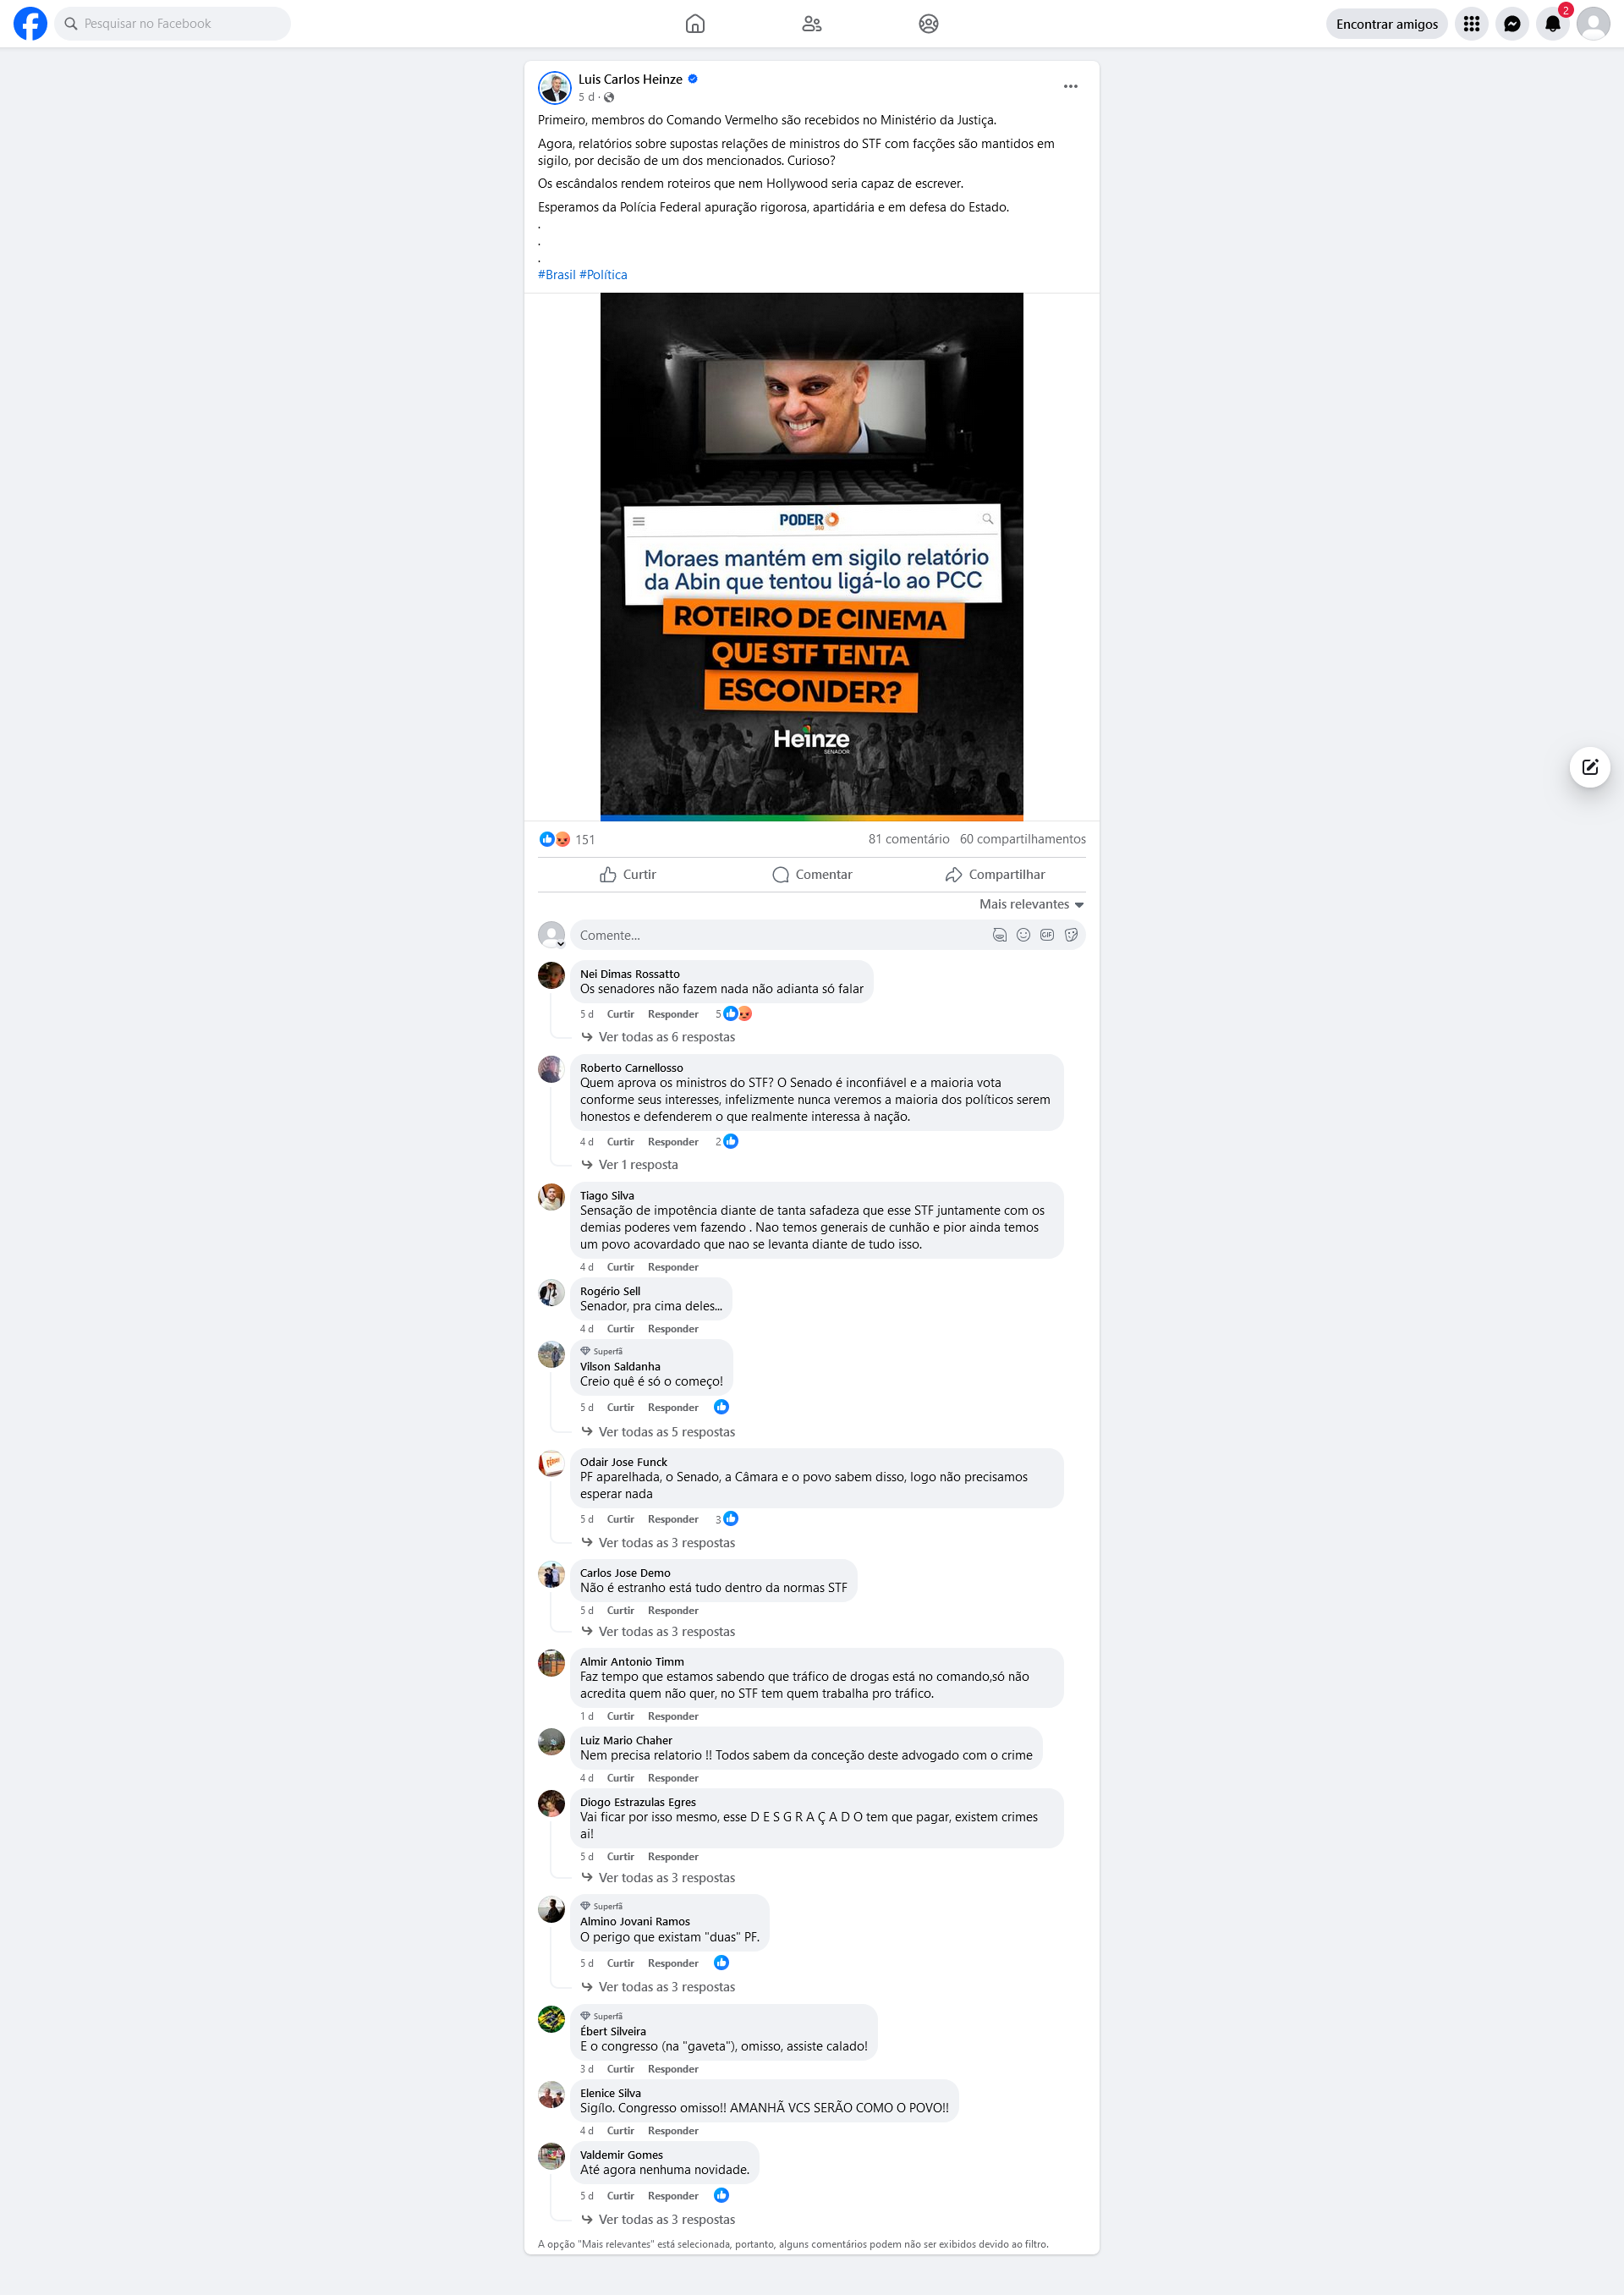 Pesquisar no Facebook
Encontrar amigos
2
Luis Carlos Heinze
5 d ·
Primeiro, membros do Comando Vermelho são recebidos no Ministério da Justiça.
Agora, relatórios sobre supostas relações de ministros do STF com facções são mantidos em
sigilo, por decisão de um dos mencionados. Curioso?
Os escândalos rendem roteiros que nem Hollywood seria capaz de escrever.
Esperamos da Polícia Federal apuração rigorosa, apartidária e em defesa do Estado.
.
.
.
#Brasil #Política
PODER
360
Moraes mantém em sigilo relatório
da Abin que tentou ligá-lo ao PCC
ROTEIRO DE CINEMA
QUE STF TENTA
ESCONDER?
Heinze
SENADOR
151
81 comentário 60 compartilhamentos
Curtir Comentar Compartilhar
Mais relevantes
Comente...
GIF
Nei Dimas Rossatto
Os senadores não fazem nada não adianta só falar
5 d Curtir Responder 5
Ver todas as 6 respostas
Roberto Carnellosso
Quem aprova os ministros do STF? O Senado é inconfiável e a maioria vota
conforme seus interesses, infelizmente nunca veremos a maioria dos políticos serem
honestos e defenderem o que realmente interessa à nação.
4 d Curtir Responder 2
Ver 1 resposta
Tiago Silva
Sensação de impotência diante de tanta safadeza que esse STF juntamente com os
demias poderes vem fazendo . Nao temos generais de cunhão e pior ainda temos
um povo acovardado que nao se levanta diante de tudo isso.
4 d Curtir Responder
Rogério Sell
Senador, pra cima deles...
4 d Curtir Responder
Superfã
Vilson Saldanha
Creio quê é só o começo!
5 d Curtir Responder
Ver todas as 5 respostas
Odair Jose Funck
PF aparelhada, o Senado, a Câmara e o povo sabem disso, logo não precisamos
esperar nada
5 d Curtir Responder 3
Ver todas as 3 respostas
Carlos Jose Demo
Não é estranho está tudo dentro da normas STF
5 d Curtir Responder
Ver todas as 3 respostas
Almir Antonio Timm
Faz tempo que estamos sabendo que tráfico de drogas está no comando,só não
acredita quem não quer, no STF tem quem trabalha pro tráfico.
1 d Curtir Responder
Luiz Mario Chaher
Nem precisa relatorio !! Todos sabem da conceção deste advogado com o crime
4 d Curtir Responder
Diogo Estrazulas Egres
Vai ficar por isso mesmo, esse D E S G R A Ç A D O tem que pagar, existem crimes
ai!
5 d Curtir Responder
Ver todas as 3 respostas
Superfã
Almino Jovani Ramos
O perigo que existam "duas" PF.
5 d Curtir Responder
Ver todas as 3 respostas
Superfã
Ébert Silveira
E o congresso (na "gaveta"), omisso, assiste calado!
3 d Curtir Responder
Elenice Silva
Sigílo. Congresso omisso!! AMANHÃ VCS SERÃO COMO O POVO!!
4 d Curtir Responder
Valdemir Gomes
Até agora nenhuma novidade.
5 d Curtir Responder
Ver todas as 3 respostas
A opção "Mais relevantes" está selecionada, portanto, alguns comentários podem não ser exibidos devido ao filtro.